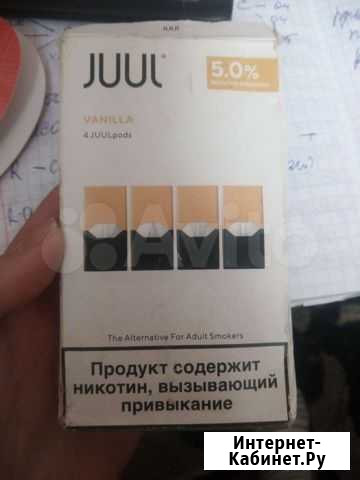 JUUL
5.0%
VANILLA
4 JUULpods
Avito
The Alternative For Adult Smokers
Продукт содержит
никотин, вызывающий
привыкание
Интернет-
Кабинет.Ру